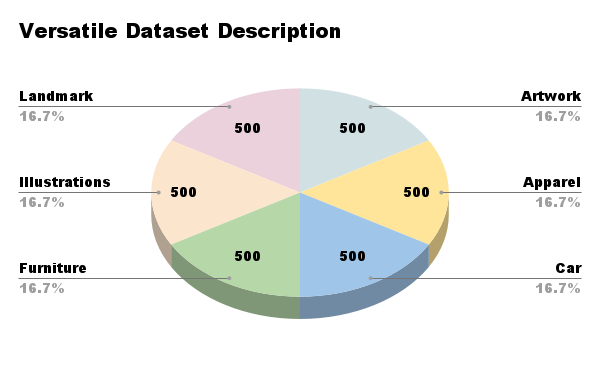 Versatile Dataset Description
Landmark
16.7%
Artwork
16.7%
500
500
Illustrations
16.7%
500
500
Apparel
16.7%
500
500
Furniture
16.7%
Car
16.7%